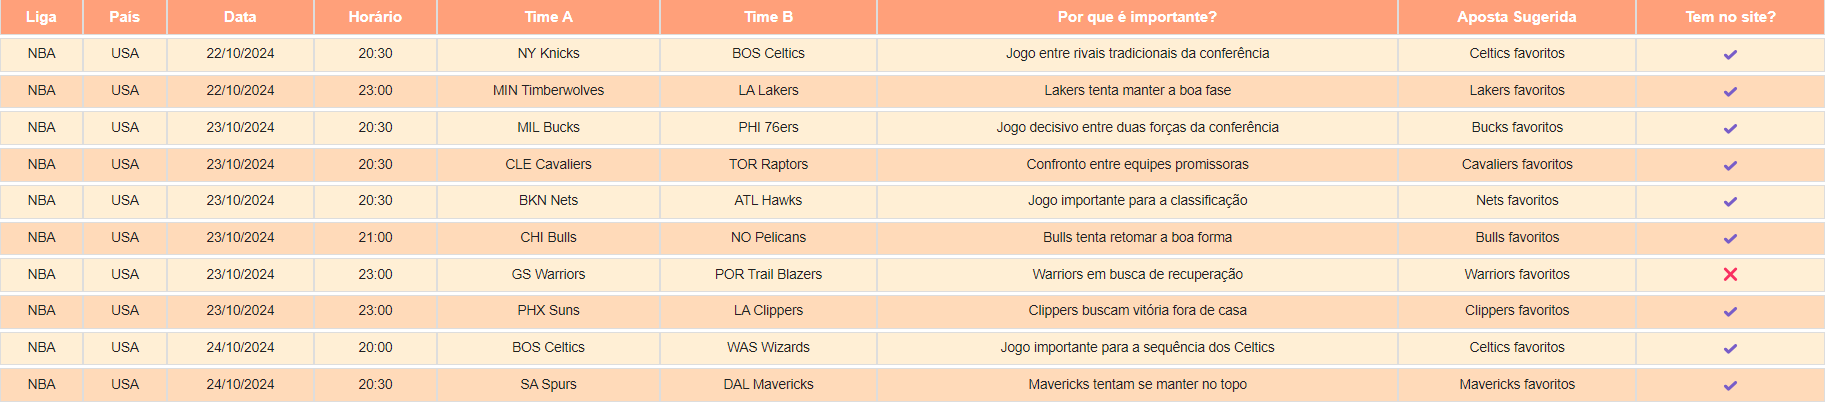 Liga País Data Horário Time A Time B Por que é importante? Aposta Sugerida Tem no site?
NBA USA 22/10/2024 20:30 NY Knicks BOS Celtics Jogo entre rivais tradicionais da conferência Celtics favoritos
NBA USA 22/10/2024 23:00 MIN Timberwolves LA Lakers Lakers tenta manter a boa fase Lakers favoritos
NBA USA 23/10/2024 20:30 MIL Bucks PHI 76ers Jogo decisivo entre duas forças da conferência Bucks favoritos
NBA USA 23/10/2024 20:30 CLE Cavaliers TOR Raptors Confronto entre equipes promissoras Cavaliers favoritos
NBA USA 23/10/2024 20:30 BKN Nets ATL Hawks Jogo importante para a classificação Nets favoritos
NBA USA 23/10/2024 21:00 CHI Bulls NO Pelicans Bulls tenta retomar a boa forma Bulls favoritos
NBA USA 23/10/2024 23:00 GS Warriors POR Trail Blazers Warriors em busca de recuperação Warriors favoritos
NBA USA 23/10/2024 23:00 PHX Suns LA Clippers Clippers buscam vitória fora de casa Clippers favoritos
NBA USA 24/10/2024 20:00 BOS Celtics WAS Wizards Jogo importante para a sequência dos Celtics Celtics favoritos
NBA USA 24/10/2024 20:30 SA Spurs DAL Mavericks Mavericks tentam se manter no topo Mavericks favoritos